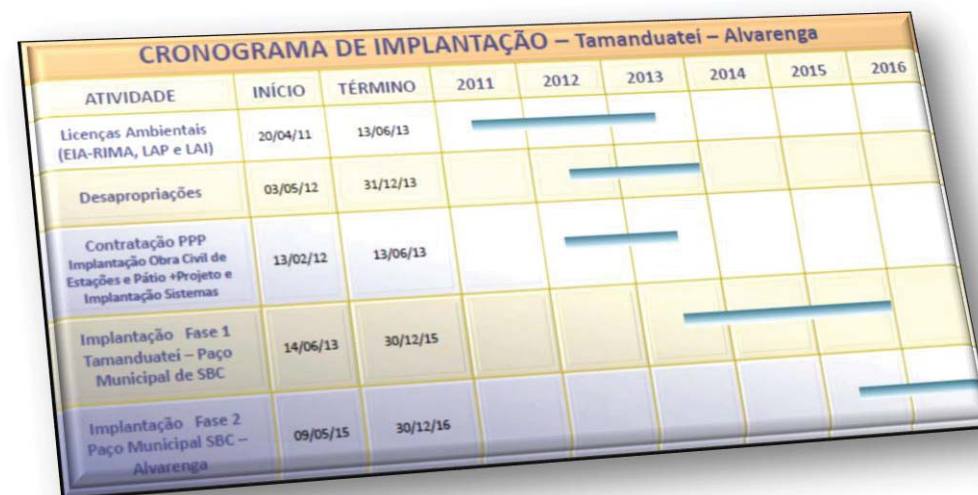 CRONOGRAMA DE IMPLANTAÇÃO – Tamanduateí – Alvarenga
ATIVIDADE INÍCIO TÉRMINO 2011 2012 2013 2014 2015 2016
Licenças Ambientais
(EIA-RIMA, LAP e LAI)
20/04/11 13/06/13
Desapropriações 03/05/12 31/12/13
Contratação PPP
Implantação Obra Civil de
Estações e Pátio +Projeto e
Implantação Sistemas
13/02/12 13/06/13
Implantação Fase 1
Tamanduateí – Paço
Municipal de SBC
14/06/13 30/12/15
Implantação Fase 2
Paço Municipal SBC –
Alvarenga
09/05/15 30/12/16